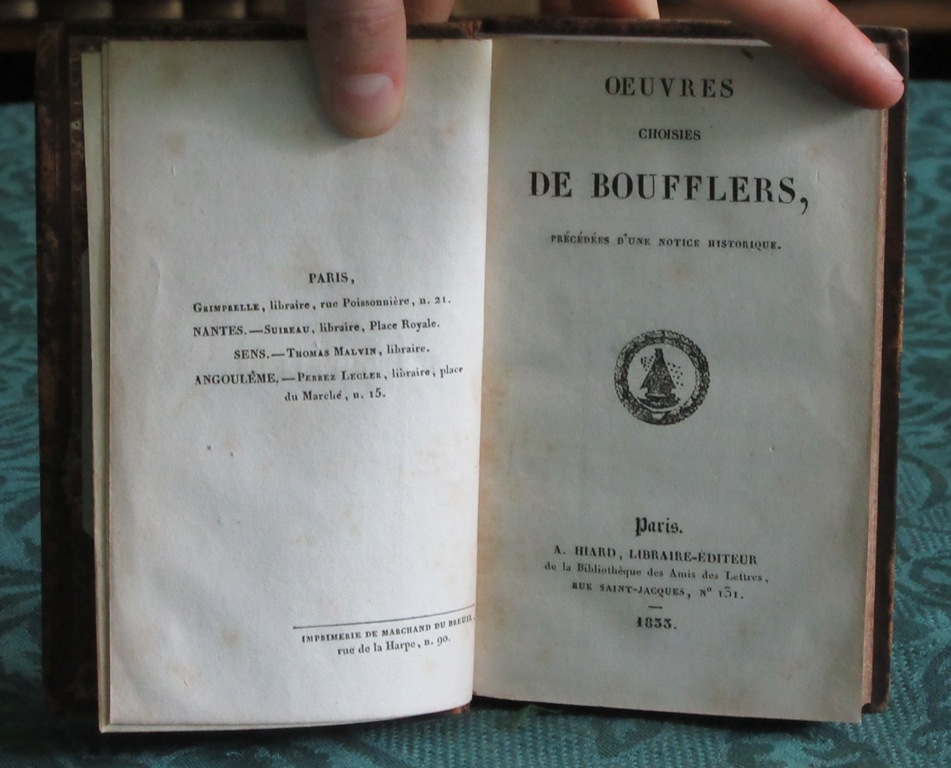 PARIS,
GRIMPRELLE, libraire, rue Poissonnière, n. 21.
NANTES.—SUIREAU, libraire, Place Royale.
SENS.—THOMAS MALVIN, libraire.
ANGOULÊME.—PERREZ LECLER, libraire, place
du Marché, n. 15.
IMPRIMERIE DE MARCHAND DU BREUIL,
rue de la Harpe, n. 90.
OEUVRES
CHOISIES
DE BOUFFLERS,
PRÉCÉDÉES D'UNE NOTICE HISTORIQUE.
Paris.
A. HIARD, LIBRAIRE-ÉDITEUR
de la Bibliothèque des Amis des Lettres,
RUE SAINT-JACQUES, N° 131.
1833.